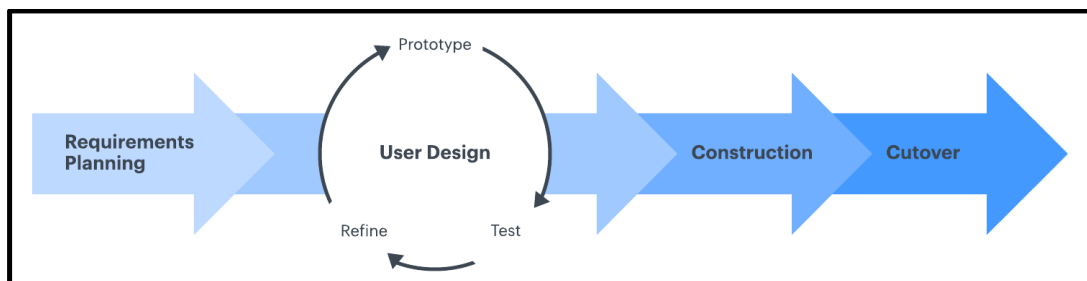 Prototype
Requirements
Planning
User Design
Construction
Cutover
Refine
Test